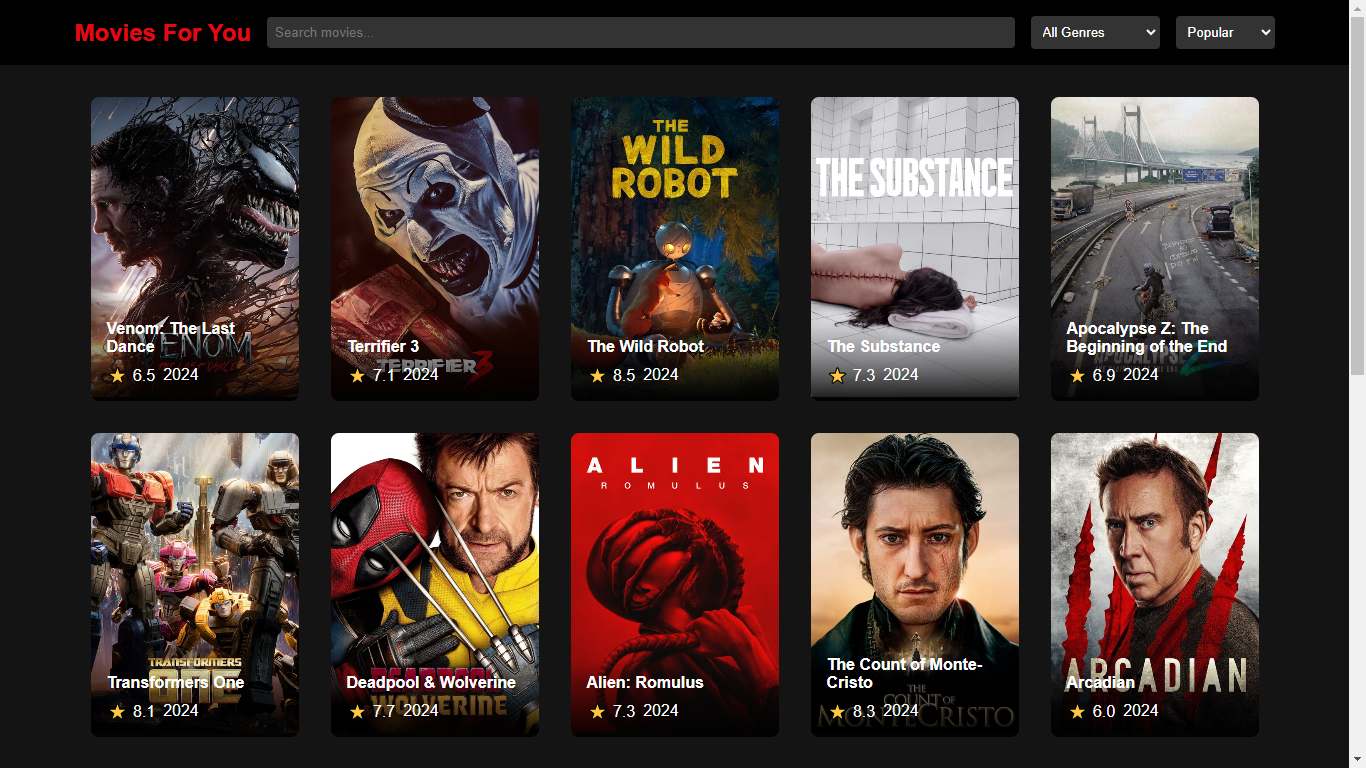 Movies For You
Search movies...
All Genres
Popular
THE
WILD
ROBOT
THE SUBSTANCE
Venom: The Last
Dance
VENOM
6.5 2024
Terrifier 3
TERRIFIER 3
7.1 2024
The Wild Robot
8.5 2024
The Substance
7.3 2024
Apocalypse Z: The
Beginning of the End
6.9 2024
ALIEN
ROMULUS
TRANSFORMERS
ONE
Transformers One
8.1 2024
Deadpool & Wolverine
WOLVERINE
7.7 2024
Alien: Romulus
7.3 2024
The Count of Monte-
Cristo
THE
COUNT OF
MONTE CRISTO
8.3 2024
ARCADIAN
Arcadian
6.0 2024